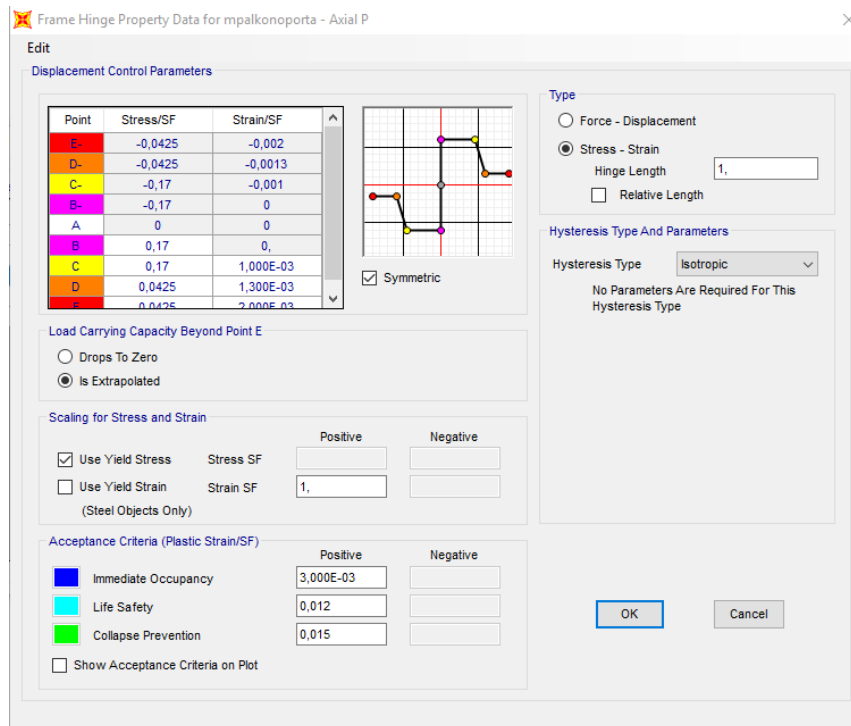 Frame Hinge Property Data for mpalkonoporta - Axial P
Edit
Displacement Control Parameters
Point Stress/SF Strain/SF
E- -0,0425 -0,002
D- -0,0425 -0,0013
C- -0,17 -0,001
B- -0,17 0
A 0 0
B 0,17 0,
C 0,17 1,000E-03
D 0,0425 1,300E-03
E 0,0425 2,000E-03
Symmetric
Load Carrying Capacity Beyond Point E
Drops To Zero
Is Extrapolated
Scaling for Stress and Strain
Positive Negative
Use Yield Stress Stress SF
Use Yield Strain Strain SF 1,
(Steel Objects Only)
Acceptance Criteria (Plastic Strain/SF)
Positive Negative
Immediate Occupancy 3,000E-03
Life Safety 0,012
Collapse Prevention 0,015
Show Acceptance Criteria on Plot
Type
Force - Displacement
Stress - Strain
Hinge Length 1,
Relative Length
Hysteresis Type And Parameters
Hysteresis Type Isotropic
No Parameters Are Required For This
Hysteresis Type
OK Cancel